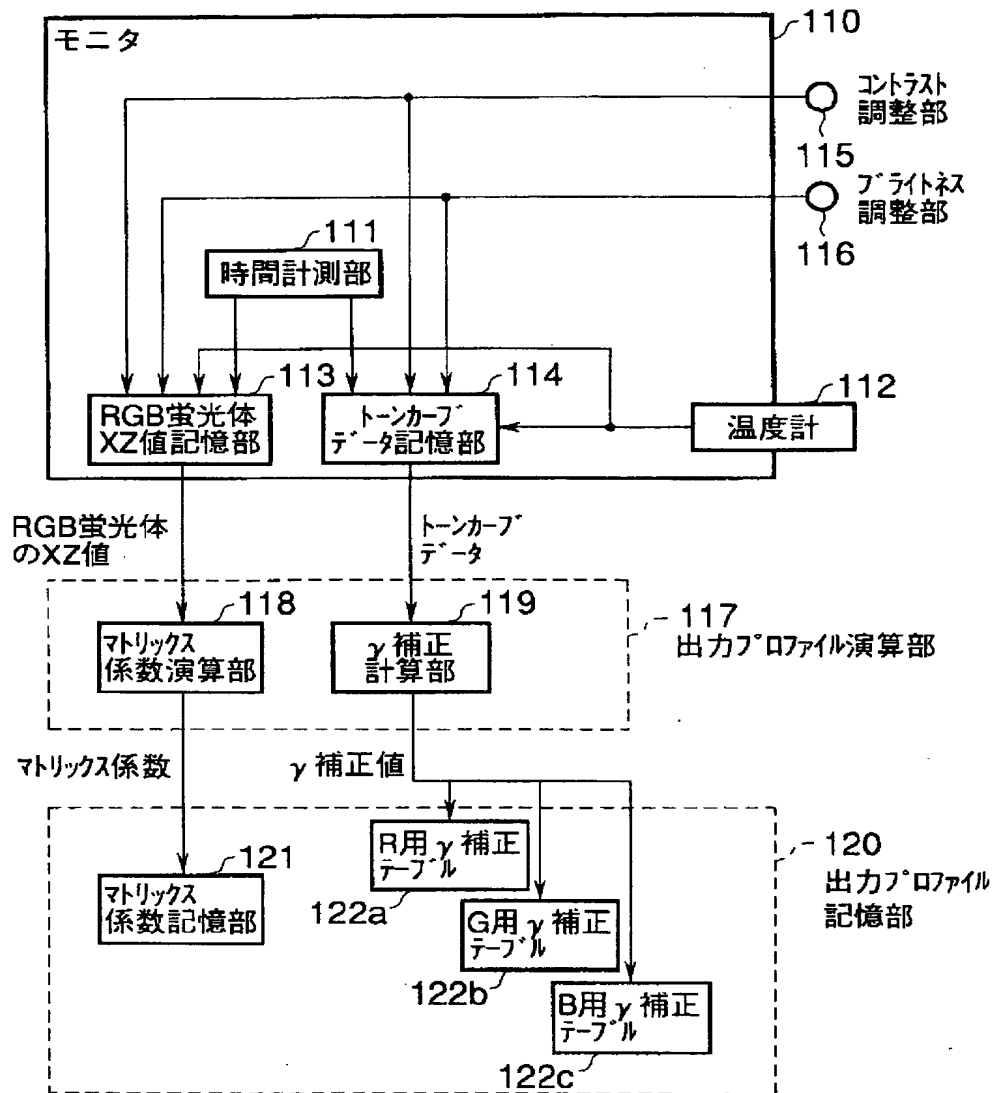 モニタ
110
コントラスト
調整部
115
ブライトネス
調整部
116
111
時間計測部
113
RGB蛍光体
XZ値記憶部
114
トーンカーブ
データ記憶部
112
温度計
RGB蛍光体
のXZ値
トーンカーブ
データ
118
マトリックス
係数演算部
119
γ補正
計算部
117
出力プロファイル演算部
マトリックス係数
γ補正値
121
マトリックス
係数記憶部
R用γ補正
テーブル
122a
G用γ補正
テーブル
122b
B用γ補正
テーブル
122c
120
出力プロファイル
記憶部